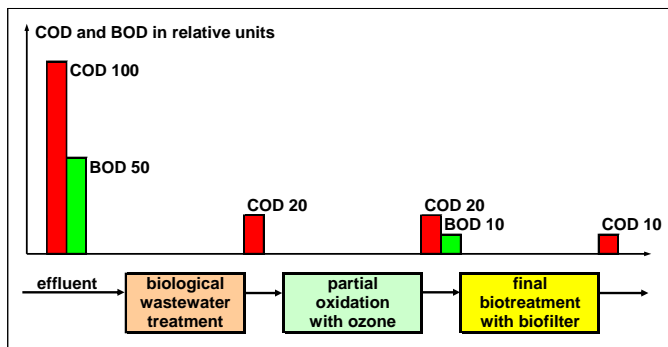 COD and BOD in relative units
COD 100
BOD 50
COD 20
COD 20
BOD 10
COD 10
effluent
biological
wastewater
treatment
partial
oxidation
with ozone
final
biotreatment
with biofilter